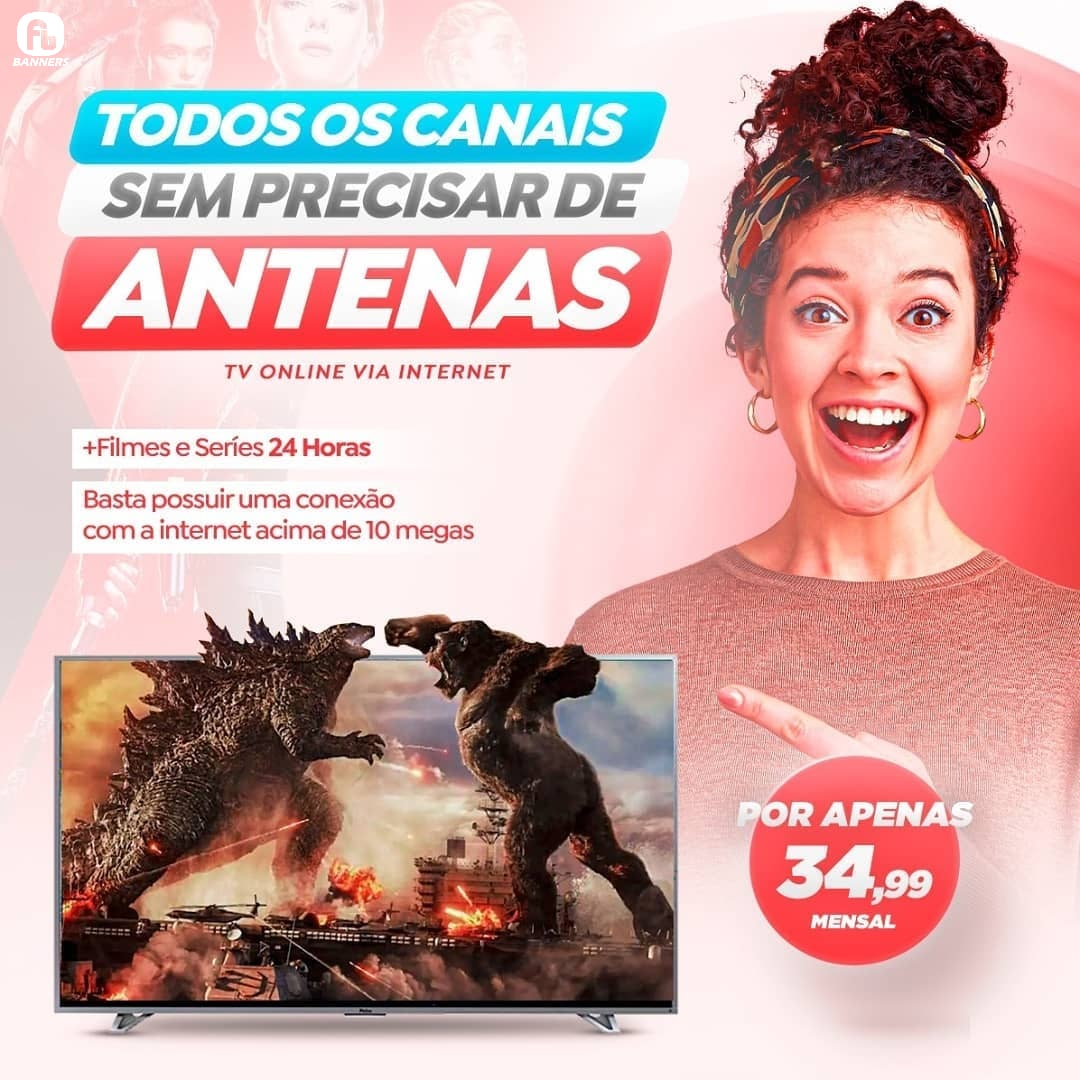 BANNERS
TODOS OS CANAIS
SEM PRECISAR DE
ANTENAS
TV ONLINE VIA INTERNET
+Filmes e Seríes 24 Horas
Basta possuir uma conexão
com a internet acima de 10 megas
POR APENAS
34,99
MENSAL